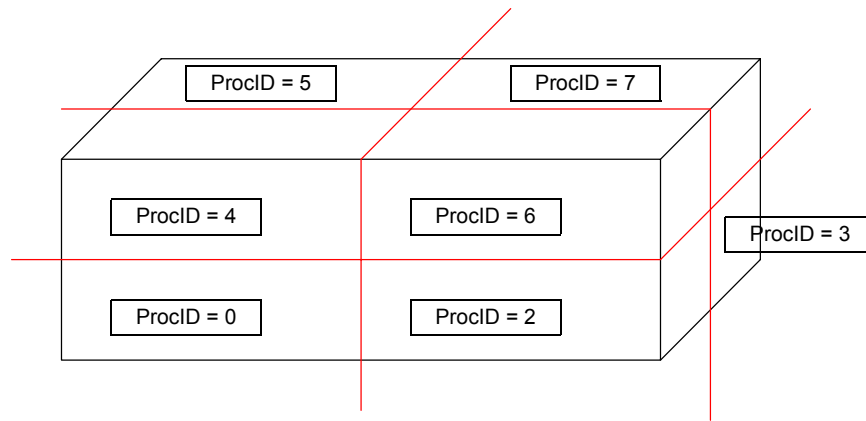 ProcID = 5
ProcID = 7
ProcID = 4
ProcID = 6
ProcID = 3
ProcID = 0
ProcID = 2